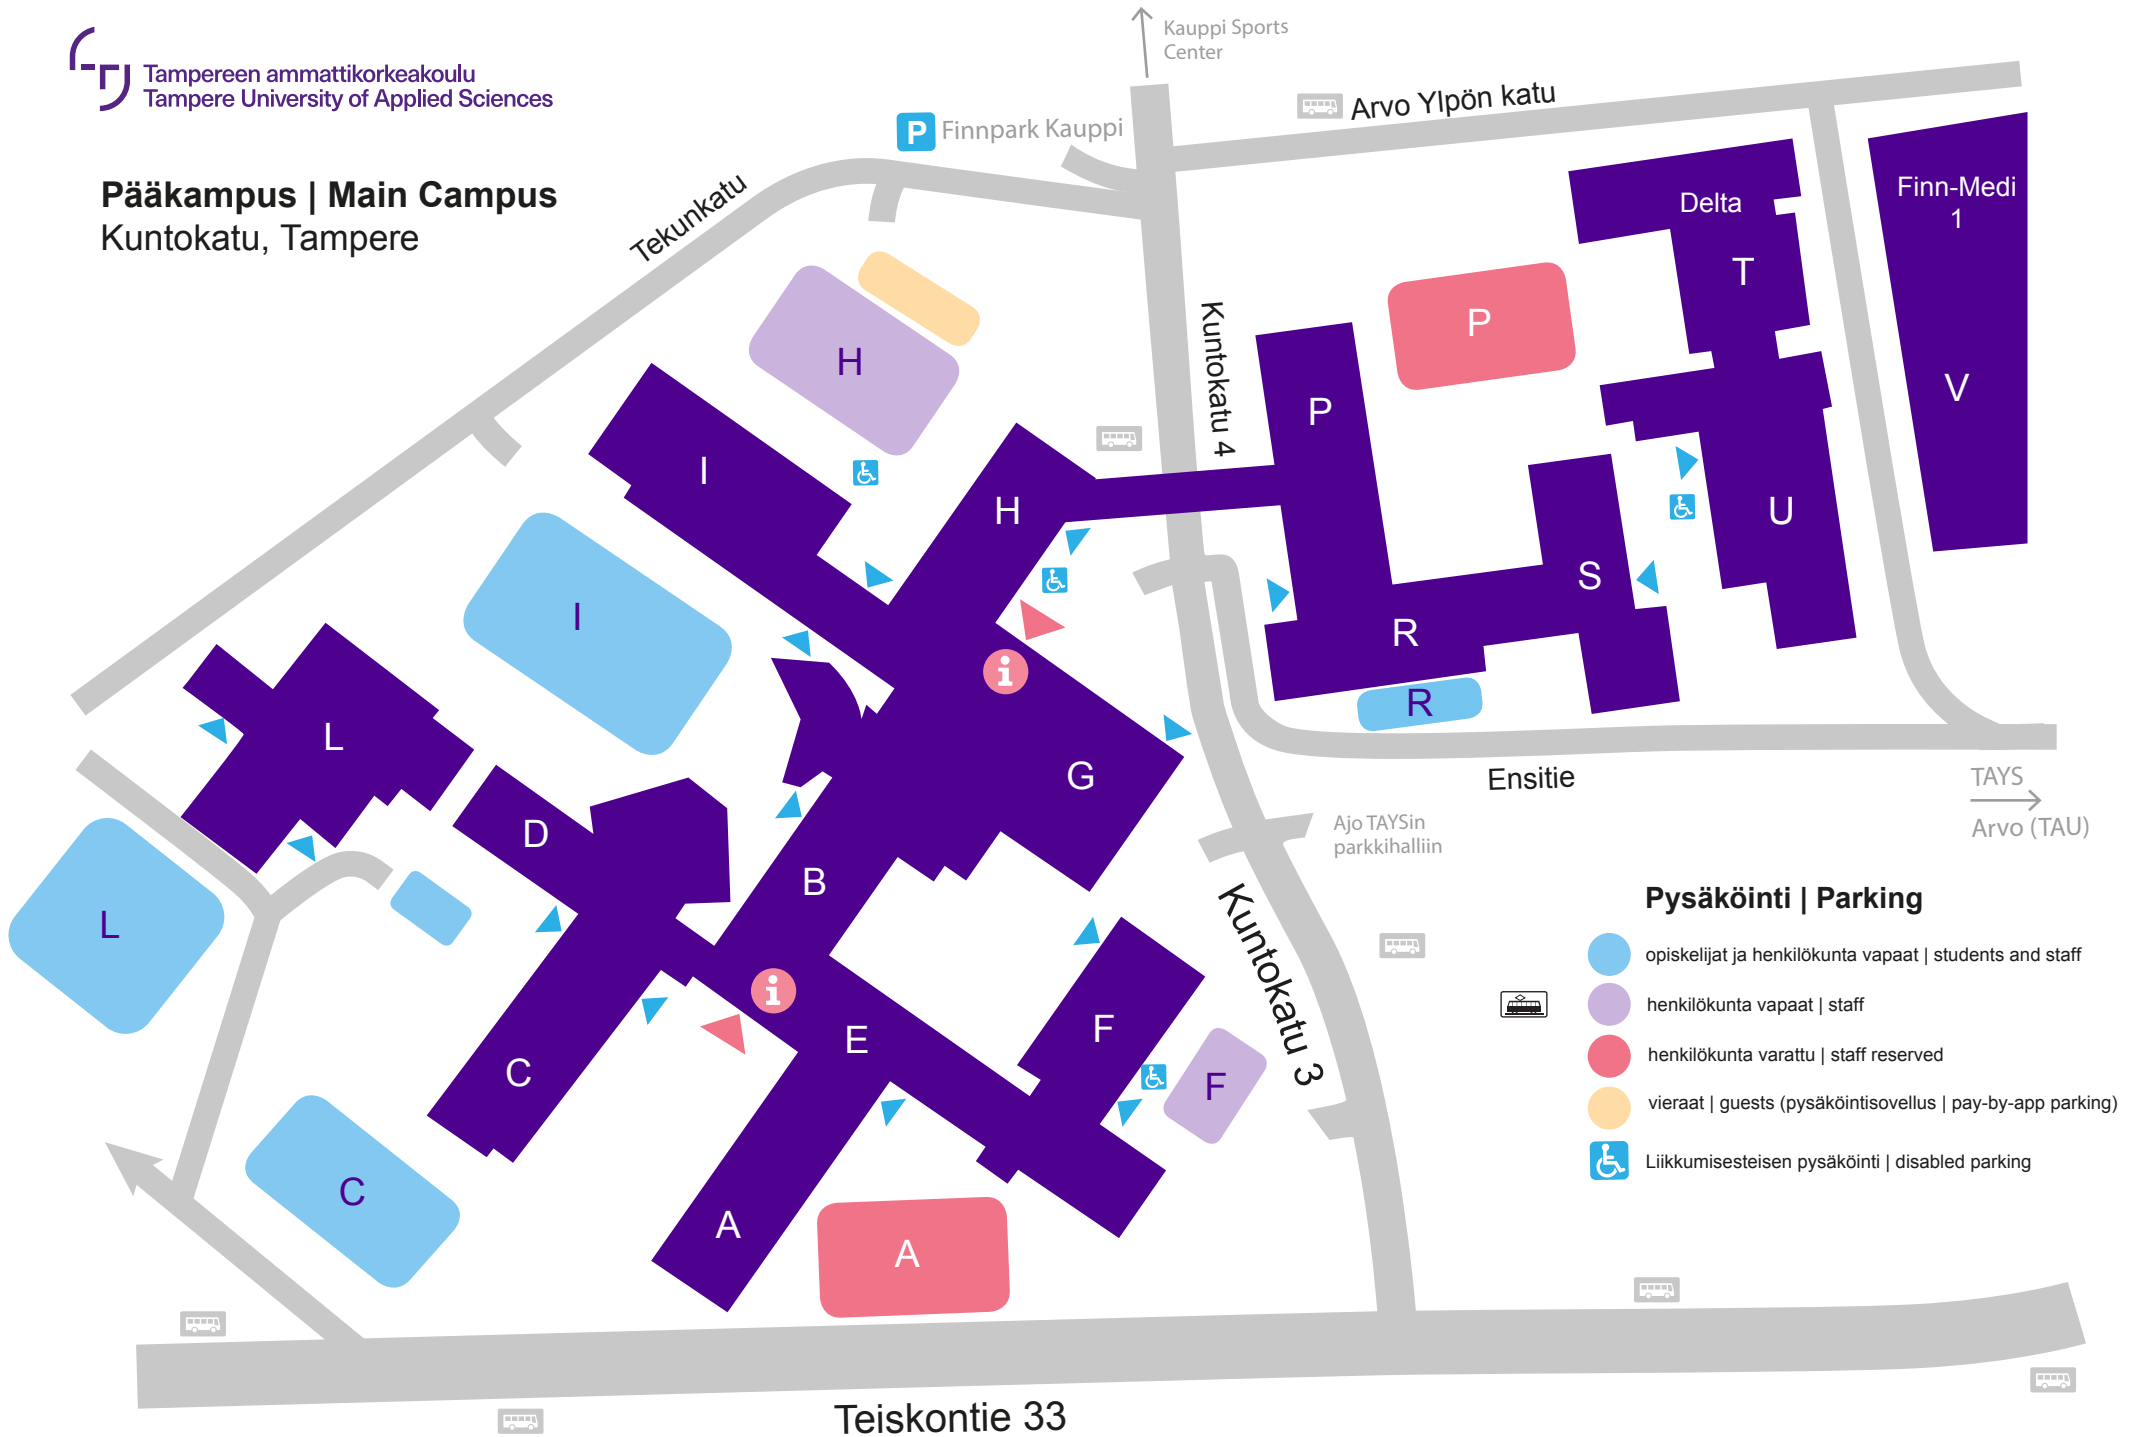 Tampereen ammattikorkeakoulu
Tampere University of Applied Sciences
Pääkampus | Main Campus
Kuntokatu, Tampere
Kauppi Sports
Center
P
Finnpark Kauppi
Arvo Ylpön katu
Tekunkatu
Kuntokatu 4
Finn-Medi
1
V
Delta
T
P
P
U
S
R
R
H
I
H
I
L
D
G
B
L
E
F
F
C
C
A
A
i
i
Ensitie
TAYS
Arvo (TAU)
Ajo TAYSin
parkkihalliin
Kuntokatu 3
Pysäköinti | Parking
opiskelijat ja henkilökunta vapaat | students and staff
henkilökunta vapaat | staff
henkilökunta varattu | staff reserved
vieraat | guests (pysäköintisovellus | pay-by-app parking)
Liikkumisesteisen pysäköinti | disabled parking
Teiskontie 33